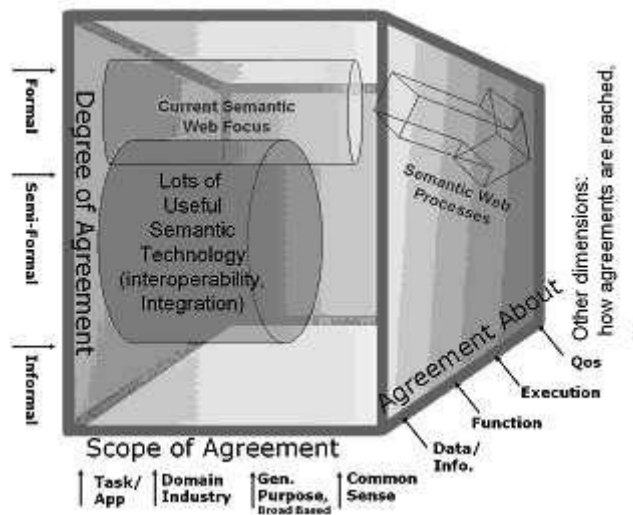 Formal
Semi-Formal
Informal
Degree of Agreement
Current Semantic
Web Focus
Lots of
Useful
Semantic
Technology
(interoperability,
Integration)
Semantic Web
Processes
Other dimensions:
how agreements are reached,
Agreement About
Qos
Execution
Function
Data/
Info.
Scope of Agreement
Task/
App
Domain
Industry
Gen.
Purpose,
Broad Based
Common
Sense